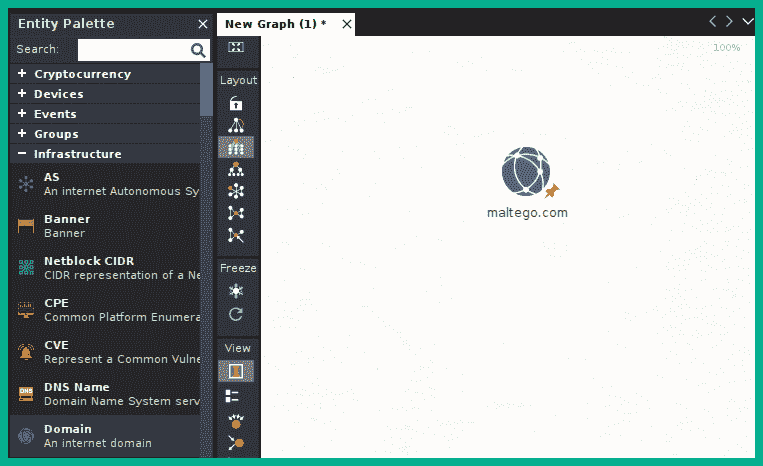 Entity Palette
New Graph (1) *
Search:
100%
Layout
+ Cryptocurrency
+ Devices
+ Events
+ Groups
− Infrastructure
AS
An internet Autonomous Sy
Banner
Banner
Netblock CIDR
CIDR representation of a Ne
CPE
Common Platform Enumera
CVE
Represent a Common Vulne
DNS
DNS Name
Domain Name System serv
Domain
An internet domain
Freeze
View
maltego.com